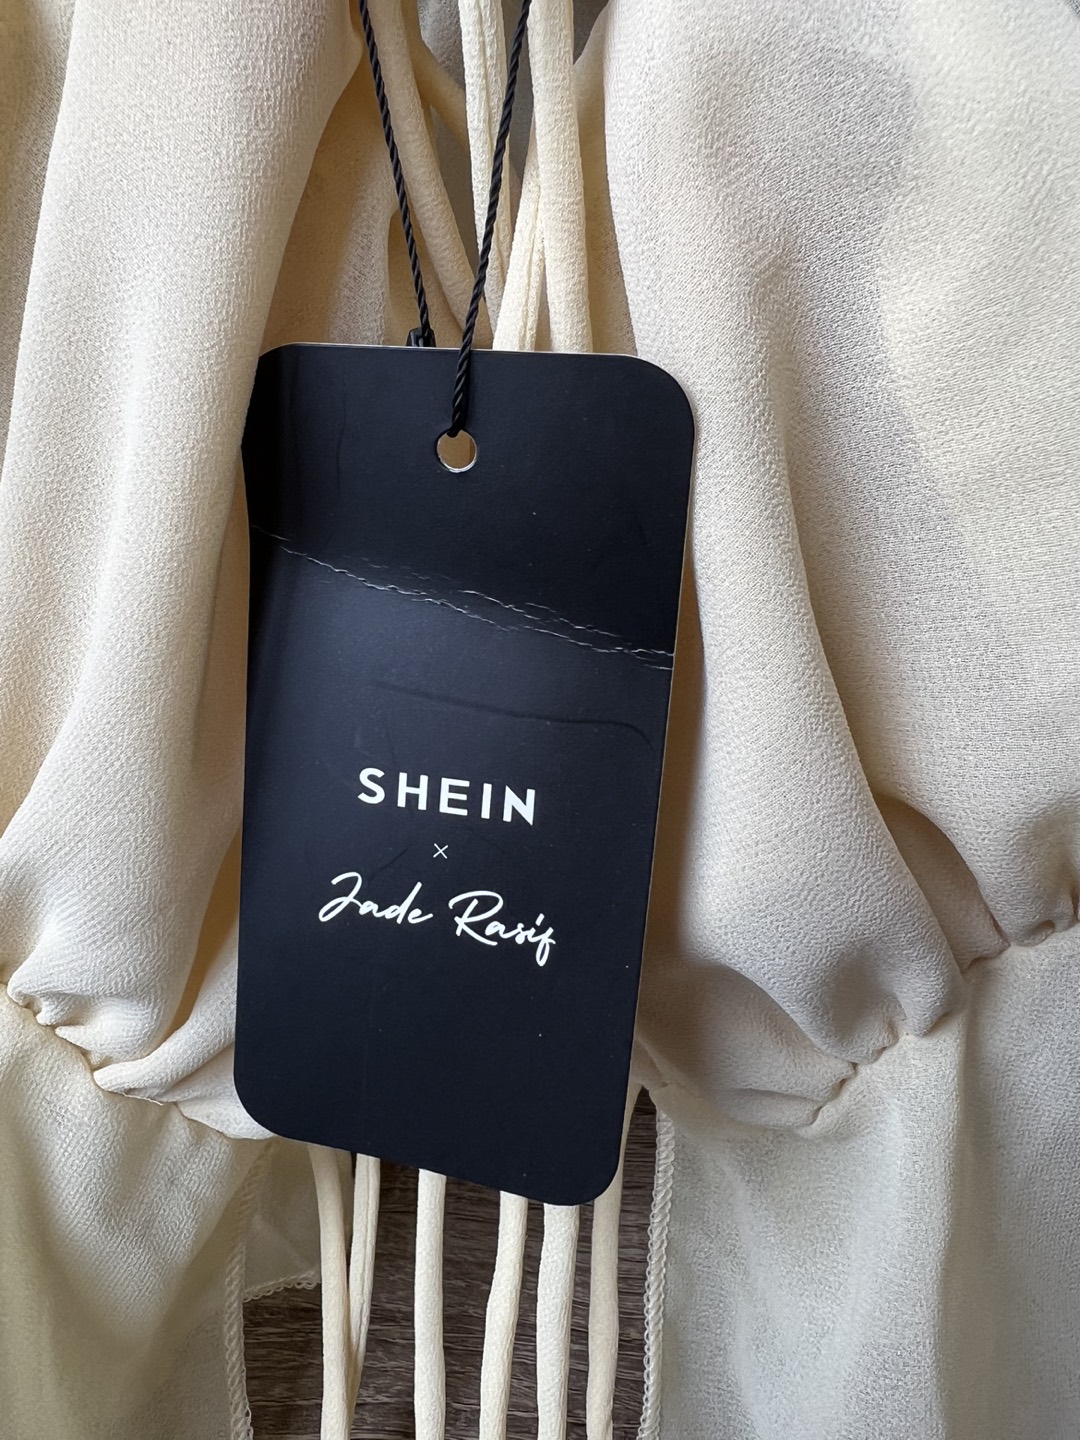 SHEIN
×
Jade Rasif